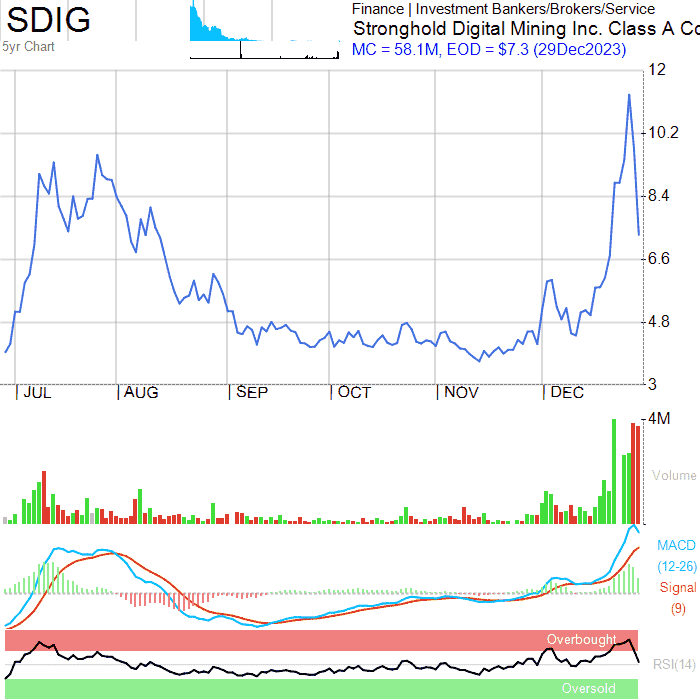 SDIG
5yr Chart
Finance | Investment Bankers/Brokers/Service
Stronghold Digital Mining Inc. Class A Co
MC = 58.1M, EOD = $7.3 (29Dec2023)
12
10.2
8.4
6.6
4.8
3
JUL
AUG
SEP
OCT
NOV
DEC
4M
Volume
MACD
(12-26)
Signal
(9)
Overbought
RSI(14)
Oversold